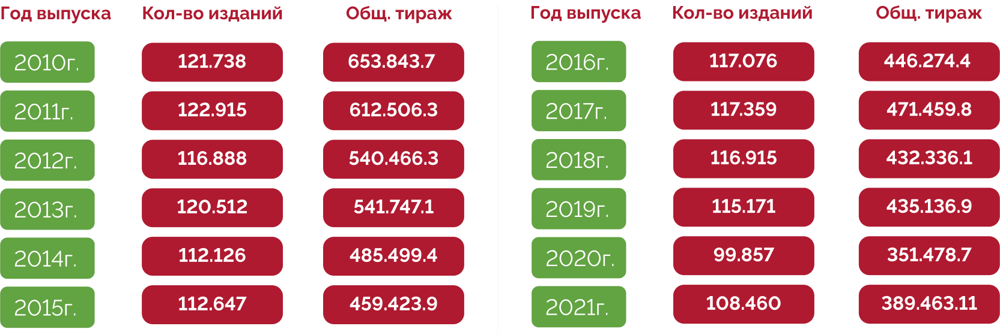 Год выпуска Кол-во изданий Общ. тираж
2010г. 121.738 653.843.7
2011г. 122.915 612.506.3
2012г. 116.888 540.466.3
2013г. 120.512 541.747.1
2014г. 112.126 485.499.4
2015г. 112.647 459.423.9
Год выпуска Кол-во изданий Общ. тираж
2016г. 117.076 446.274.4
2017г. 117.359 471.459.8
2018г. 116.915 432.336.1
2019г. 115.171 435.136.9
2020г. 99.857 351.478.7
2021г. 108.460 389.463.11